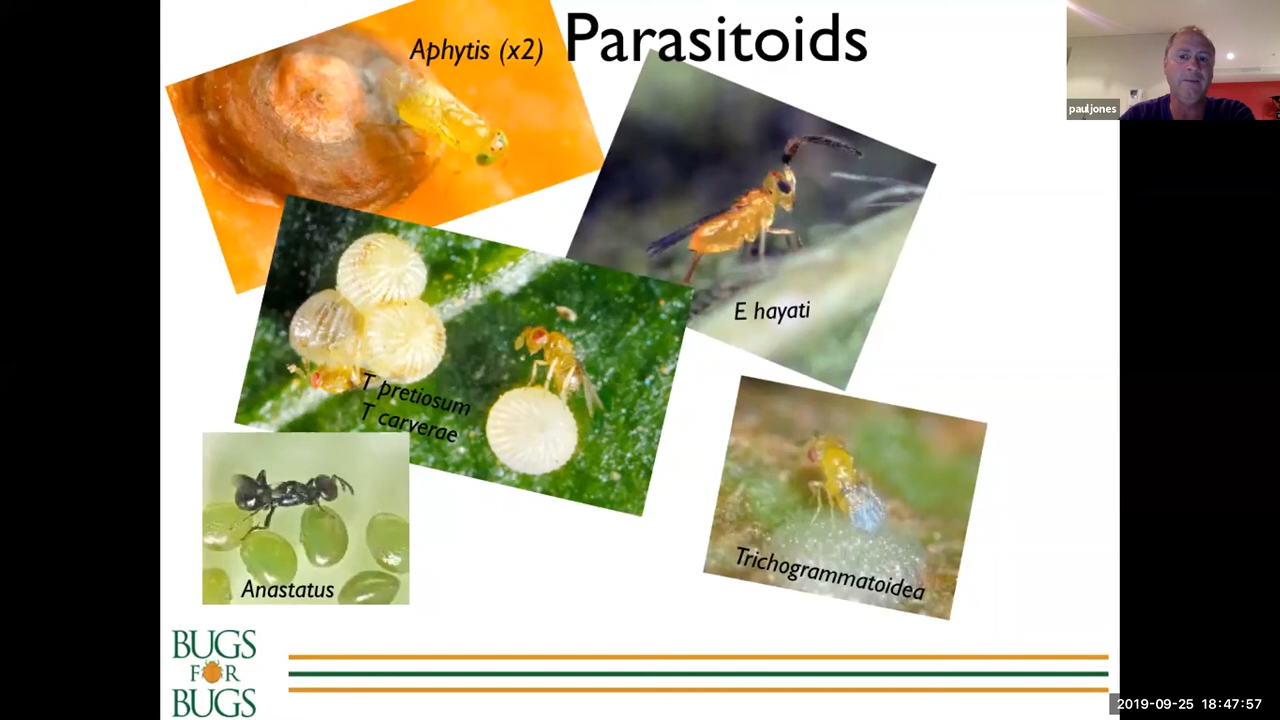 Parasitoids
Aphytis (x2)
pauljones
E hayati
T pretiosum
T carverae
Anastatus
Trichogrammatoidea
BUGS
FOR
BUGS
2019-09-25 18:47:57